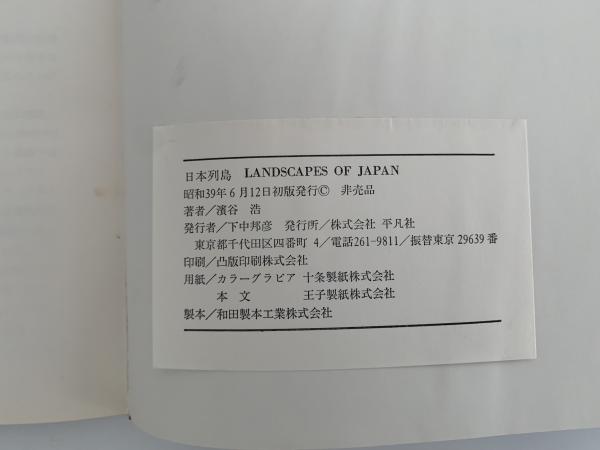 日本列島 LANDSCAPES OF JAPAN
昭和39年6月12日初版発行© 非売品
著者/濱谷 浩
発行者/下中邦彦 発行所/株式会社 平凡社
東京都千代田区四番町 4/電話261-9811/振替東京 29639番
印刷/凸版印刷株式会社
用紙/カラーグラビア 十条製紙株式会社
本文 王子製紙株式会社
製本/和田製本工業株式会社